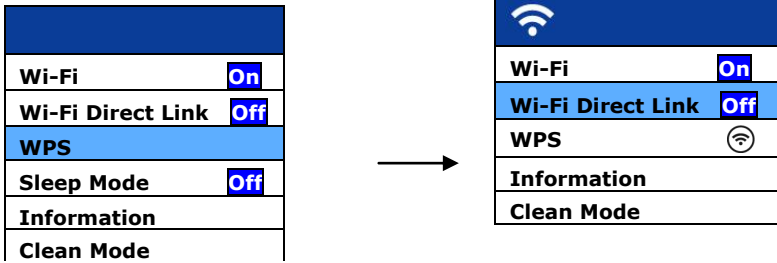 Wi-Fi On
Wi-Fi Direct Link Off
WPS
Sleep Mode Off
Information
Clean Mode
Wi-Fi On
Wi-Fi Direct Link Off
WPS
Information
Clean Mode